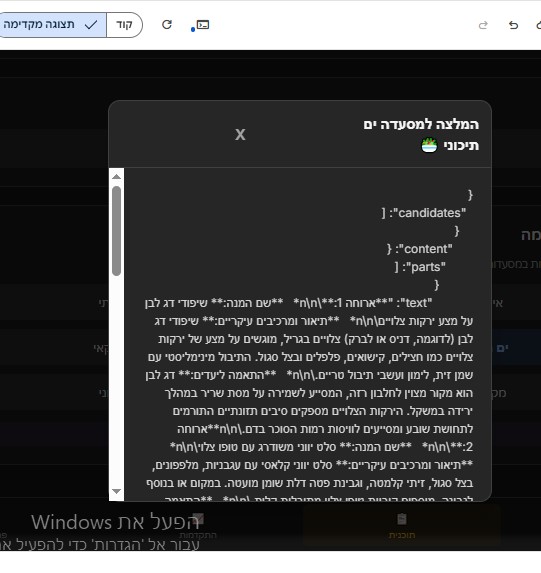 קוד
תצוגה מקדימה
המלצה למסעדה ים
תיכוני
X
{
"candidates": [
{
"content": {
"parts": [
{
"text": "**ארוחה 1:**\n\n* **שם המנה:** שיפודי דג לבן
על מצע ירקות צלויים\n\n* **תיאור ומרכיבים עיקריים:** שיפודי דג
לבן (לדוגמה, דניס או לברק) צלויים בגריל, מוגשים על מצע של ירקות
צלויים כמו חצילים, קישואים, פלפלים ובצל סגול. התיבול מינימליסטי עם
שמן זית, לימון ועשבי תיבול טריים.\n\n* **התאמה ליעדים:** דג לבן
הוא מקור מצוין לחלבון רזה, המסייע לשמירה על מסת שריר במהלך
ירידה במשקל. הירקות הצלויים מספקים סיבים תזונתיים התורמים
לתחושת שובע ומסייעים לוויסות רמות הסוכר בדם.\n\n**ארוחה
2:**\n\n* **שם המנה:** סלט יווני משודרג עם טופו צלוי\n\n*
**תיאור ומרכיבים עיקריים:** סלט יווני קלאסי עם עגבניות, מלפפונים,
בצל סגול, זיתי קלמטה, וגבינת פטה דלת שומן מועטה. במקום או בנוסף
הפעל את Windows
עבור אל 'הגדרות' כדי להפעיל את
התקדמות
תוכנית